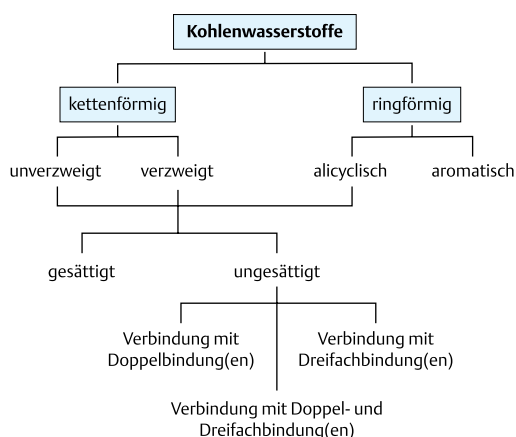 Kohlenwasserstoffe
kettenförmig
ringförmig
unverzweigt
verzweigt
alicyclisch
aromatisch
gesättigt
ungesättigt
Verbindung mit
Doppelbindung(en)
Verbindung mit
Dreifachbindung(en)
Verbindung mit Doppel- und
Dreifachbindung(en)